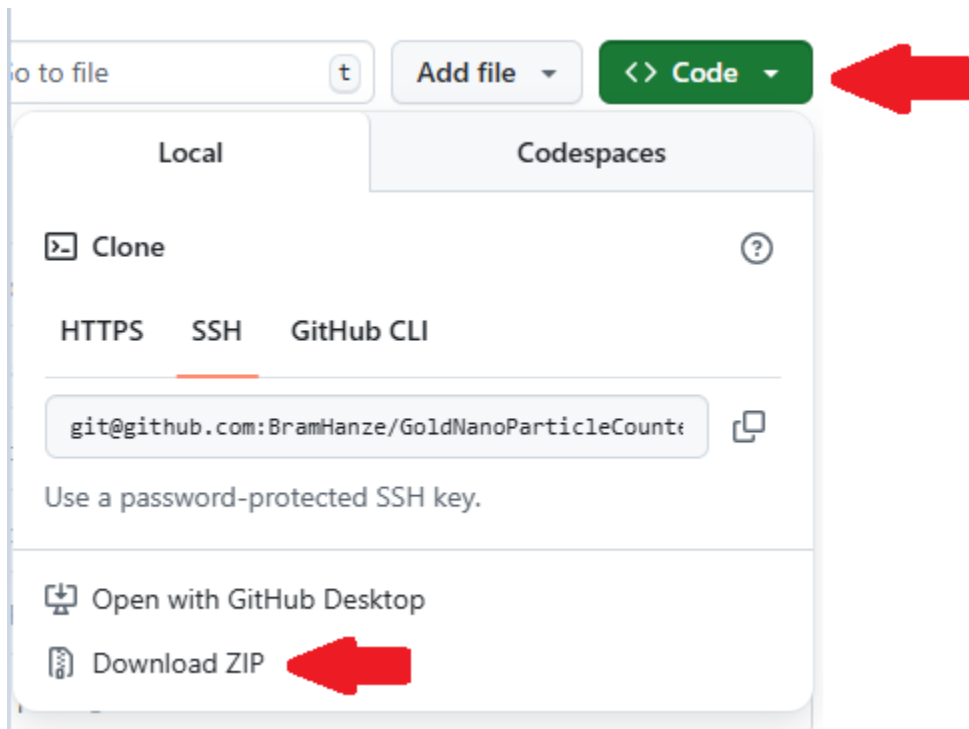 o to file t Add file <> Code
Local Codespaces
Clone
HTTPS SSH GitHub CLI
git@github.com:BramHanze/GoldNanoParticleCounte
Use a password-protected SSH key.
Open with GitHub Desktop
Download ZIP